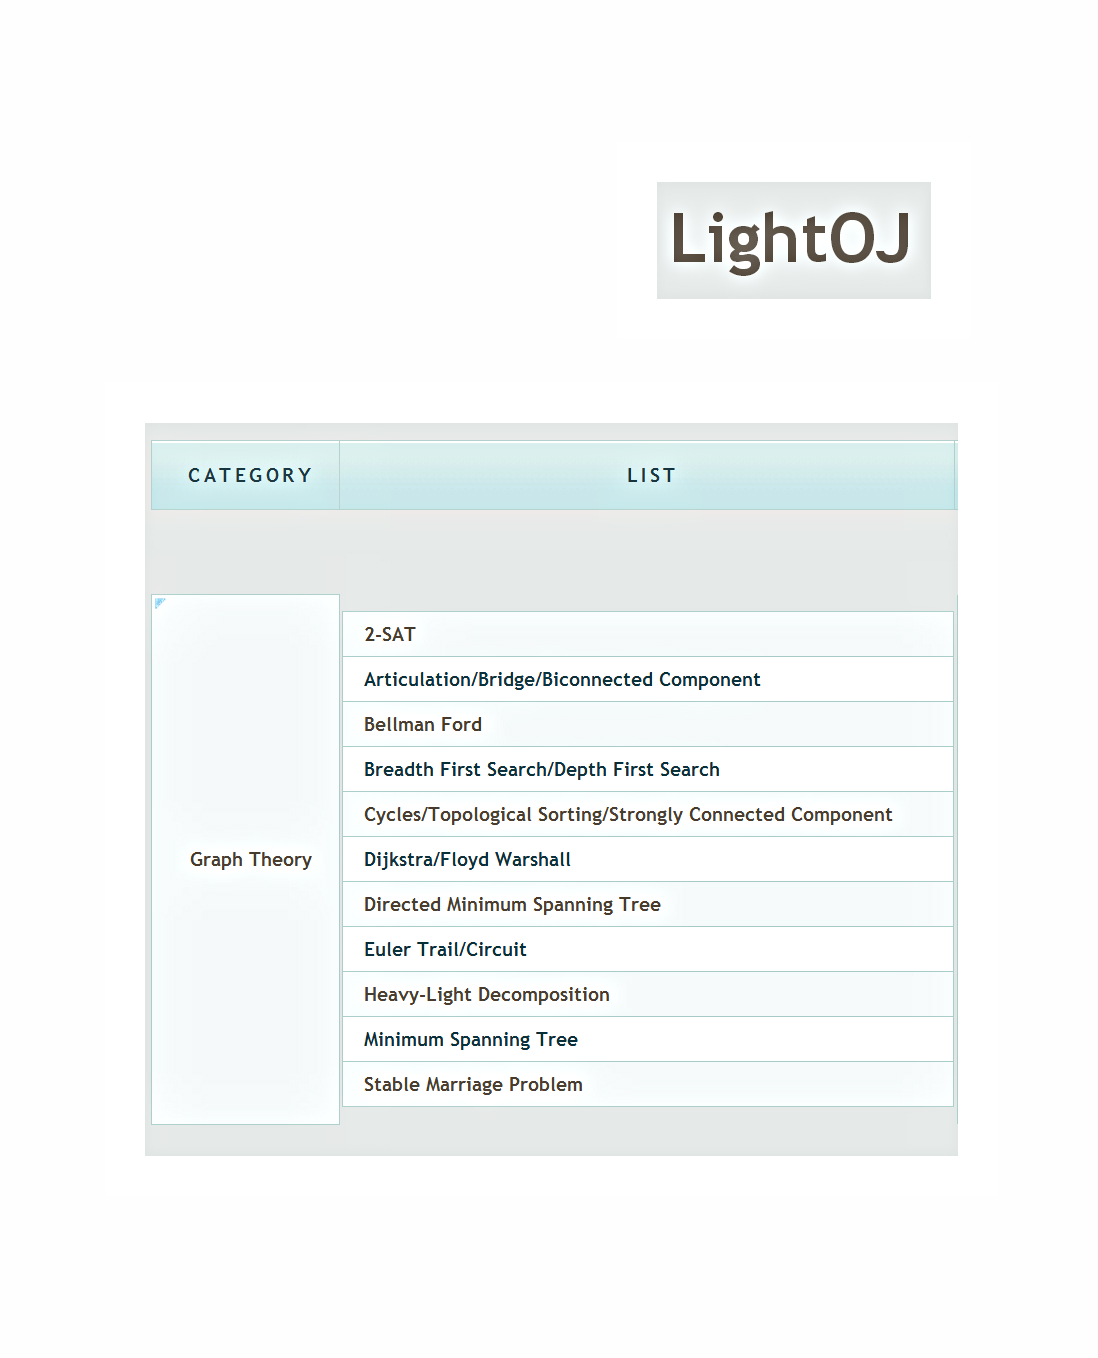 LightOJ
CATEGORY LIST
Graph Theory
2-SAT
Articulation/Bridge/Biconnected Component
Bellman Ford
Breadth First Search/Depth First Search
Cycles/Topological Sorting/Strongly Connected Component
Dijkstra/Floyd Warshall
Directed Minimum Spanning Tree
Euler Trail/Circuit
Heavy-Light Decomposition
Minimum Spanning Tree
Stable Marriage Problem